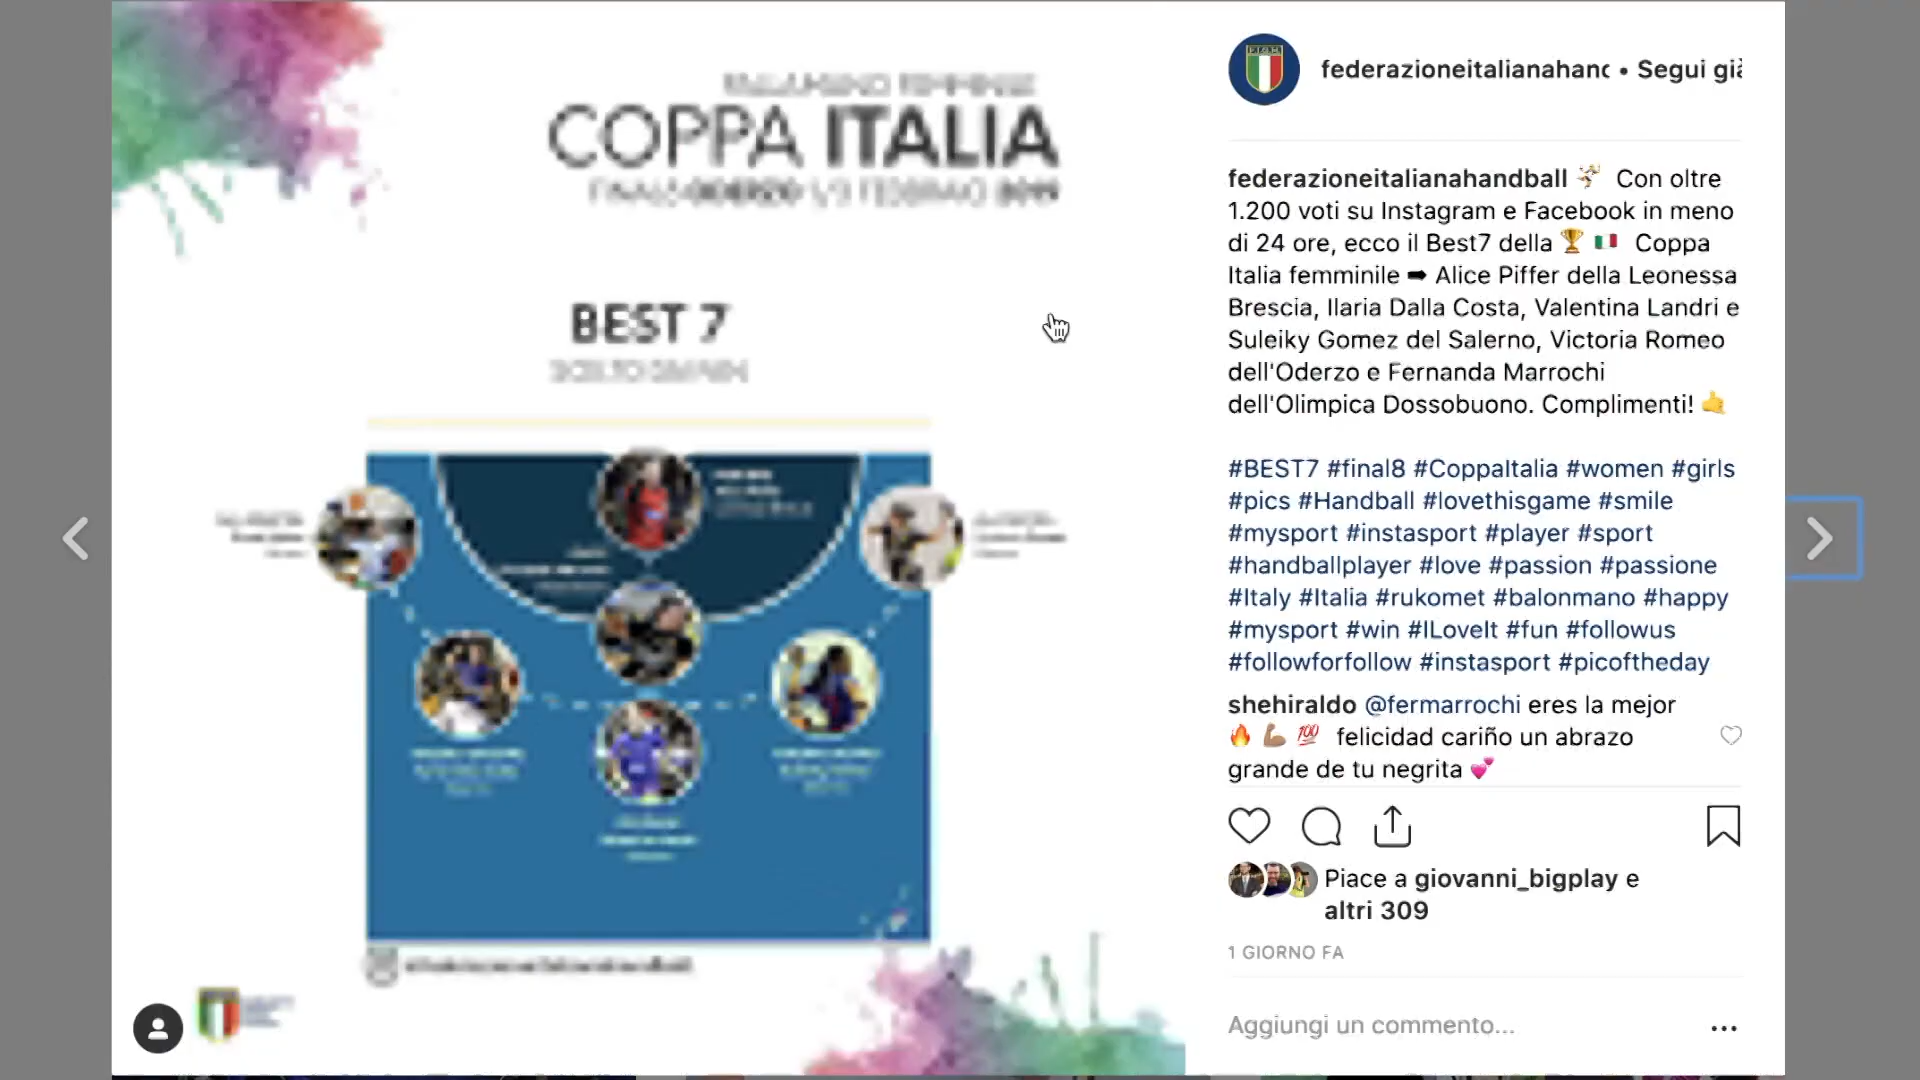 COPPA ITALIA
BEST 7
F.I.G.H.
federazioneitalianahand • Segui già
federazioneitalianahandball 🤾 Con oltre
1.200 voti su Instagram e Facebook in meno
di 24 ore, ecco il Best7 della 🏆 🇮🇹 Coppa
Italia femminile ➡ Alice Piffer della Leonessa
Brescia, Ilaria Dalla Costa, Valentina Landri e
Suleiky Gomez del Salerno, Victoria Romeo
dell'Oderzo e Fernanda Marrochi
dell'Olimpica Dossobuono. Complimenti! 🤙
#BEST7 #final8 #CoppaItalia #women #girls
#pics #Handball #lovethisgame #smile
#mysport #instasport #player #sport
#handballplayer #love #passion #passione
#Italy #Italia #rukomet #balonmano #happy
#mysport #win #ILoveIt #fun #followus
#followforfollow #instasport #picoftheday
shehiraldo @fermarrochi eres la mejor
🔥 💪🏽 💯 felicidad cariño un abrazo
grande de tu negrita 💕
Piace a giovanni_bigplay e
altri 309
1 GIORNO FA
Aggiungi un commento...